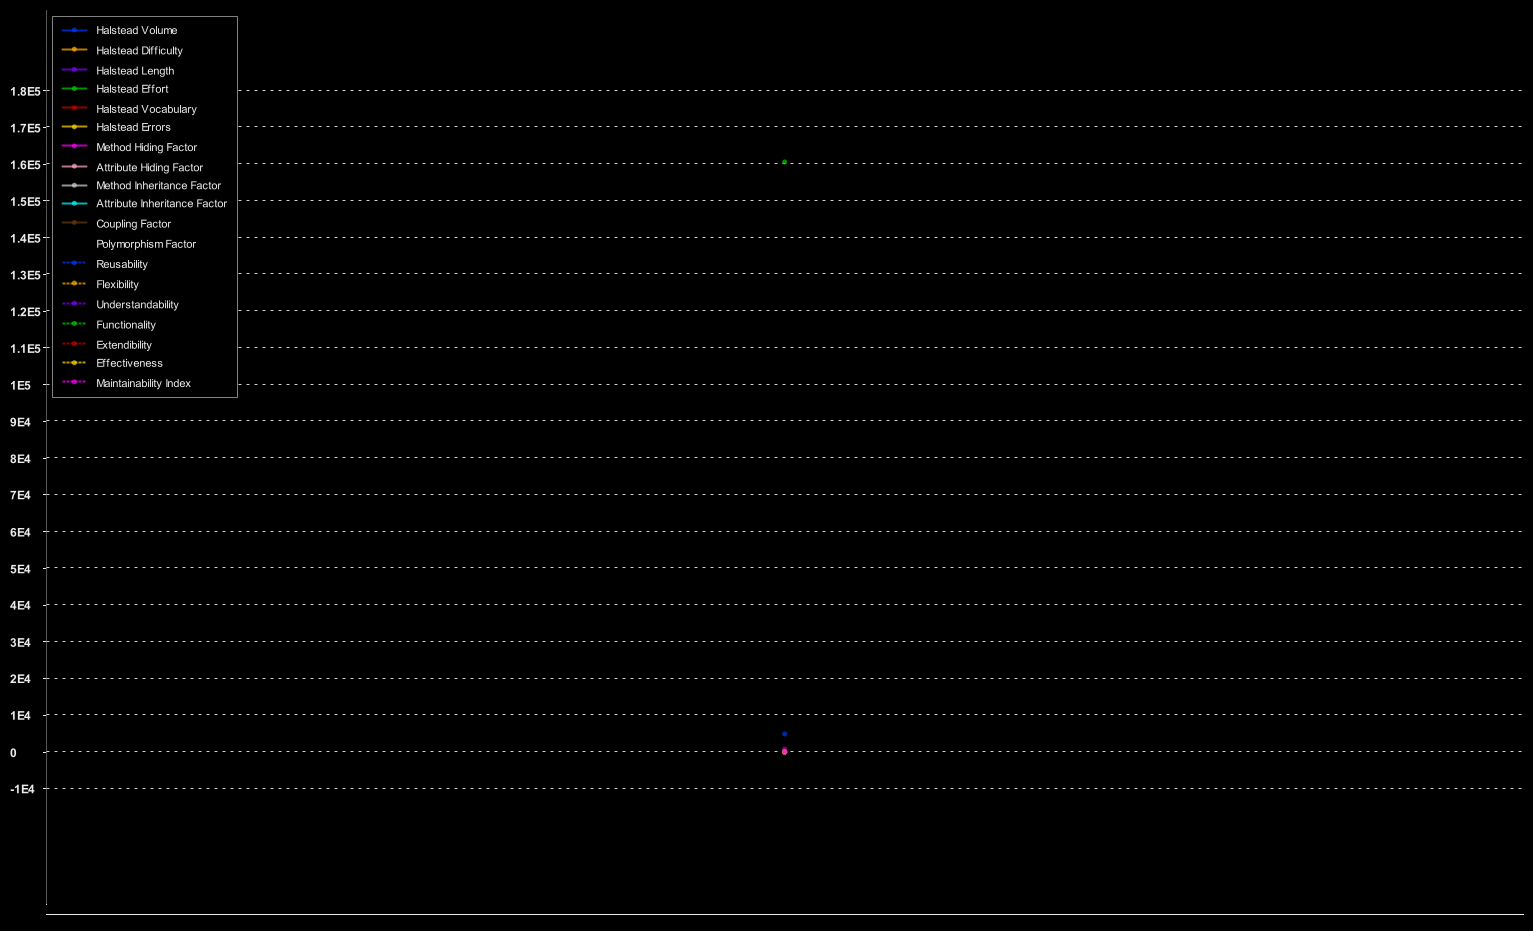 Halstead Volume
Halstead Difficulty
Halstead Length
Halstead Effort
Halstead Vocabulary
Halstead Errors
Method Hiding Factor
Attribute Hiding Factor
Method Inheritance Factor
Attribute Inheritance Factor
Coupling Factor
Polymorphism Factor
Reusability
Flexibility
Understandability
Functionality
Extendibility
Effectiveness
Maintainability Index
1.8E5
1.7E5
1.6E5
1.5E5
1.4E5
1.3E5
1.2E5
1.1E5
1E5
9E4
8E4
7E4
6E4
5E4
4E4
3E4
2E4
1E4
0
-1E4